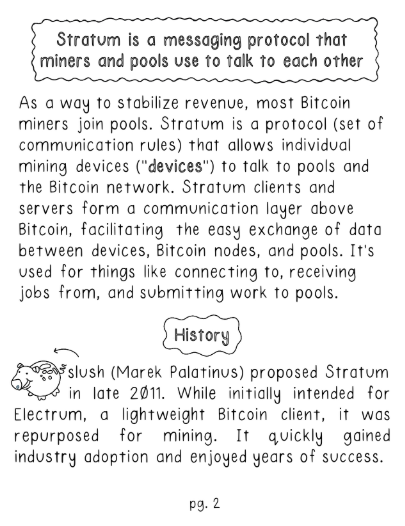 Stratum is a messaging protocol that
miners and pools use to talk to each other
As a way to stabilize revenue, most Bitcoin
miners join pools. Stratum is a protocol (set of
communication rules) that allows individual
mining devices ("devices") to talk to pools and
the Bitcoin network. Stratum clients and
servers form a communication layer above
Bitcoin, facilitating the easy exchange of data
between devices, Bitcoin nodes, and pools. It's
used for things like connecting to, receiving
jobs from, and submitting work to pools.
History
slush (Marek Palatinus) proposed Stratum
in late 2011. While initially intended for
Electrum, a lightweight Bitcoin client, it was
repurposed for mining. It quickly gained
industry adoption and enjoyed years of success.
pg. 2